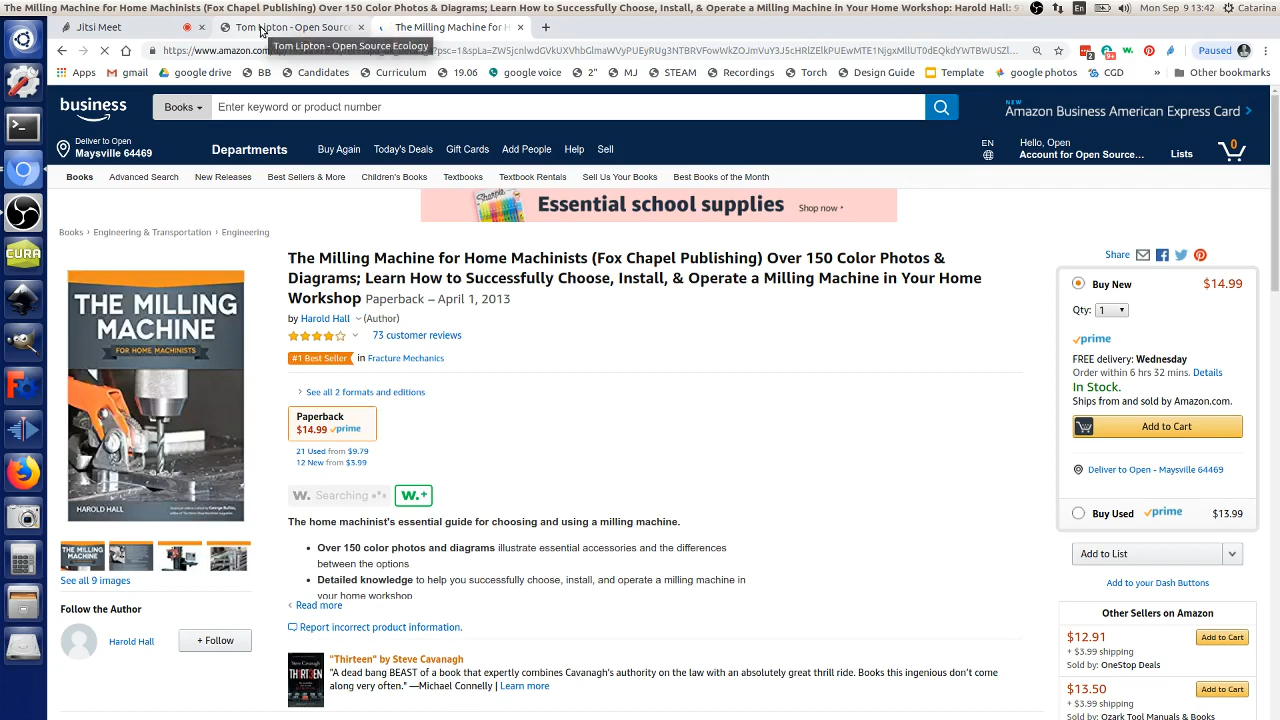 The Milling Machine for Home Machinists (Fox Chapel Publishing) Over 150 Color Photos & Diagrams; Learn How to Successfully Choose, Install, & Operate a Milling Machine in Your Home Workshop: Harold Hall:
En
Mon Sep 9 13:42
Catarina
Jitsi Meet
Tom Lipton - Open Source
The Milling Machine for H
Tom Lipton - Open Source Ecology
https://www.amazon.com
Paused
Apps
gmail
google drive
BB
Candidates
Curriculum
19.06
google voice
2"
MJ
STEAM
Recordings
Torch
Design Guide
Template
google photos
CGD
»
Other bookmarks
business
Books
Enter keyword or product number
NEW
Amazon Business American Express Card
Deliver to Open
Maysville 64469
Departments
Buy Again
Today's Deals
Gift Cards
Add People
Help
Sell
EN
Hello, Open
Account for Open Source...
Lists
0
Books
Advanced Search
New Releases
Best Sellers & More
Children's Books
Textbooks
Textbook Rentals
Sell Us Your Books
Best Books of the Month
Sharpie
Essential school supplies
Shop now
Books › Engineering & Transportation › Engineering
THE MILLING
MACHINE
FOR HOME MACHINISTS
HAROLD HALL
See all 9 images
Follow the Author
Harold Hall
+ Follow
The Milling Machine for Home Machinists (Fox Chapel Publishing) Over 150 Color Photos &
Diagrams; Learn How to Successfully Choose, Install, & Operate a Milling Machine in Your Home
Workshop Paperback – April 1, 2013
by Harold Hall (Author)
73 customer reviews
#1 Best Seller in Fracture Mechanics
See all 2 formats and editions
Paperback
$14.99 prime
21 Used from $9.79
12 New from $3.99
W. Searching
W.+
The home machinist's essential guide for choosing and using a milling machine.
• Over 150 color photos and diagrams illustrate essential accessories and the differences
between the options
• Detailed knowledge to help you successfully choose, install, and operate a milling machine in
your home workshop
Read more
Report incorrect product information.
THIRTEEN
"Thirteen" by Steve Cavanagh
"A dead bang BEAST of a book that expertly combines Cavanagh's authority on the law with an absolutely great thrill ride. Books this ingenious don't come
along very often." —Michael Connelly | Learn more
Share
Buy New
$14.99
Qty: 1
prime
FREE delivery: Wednesday
Order within 6 hrs 32 mins. Details
In Stock.
Ships from and sold by Amazon.com.
Add to Cart
Deliver to Open - Maysville 64469
Buy Used prime
$13.99
Add to List
Add to your Dash Buttons
Other Sellers on Amazon
$12.91
Add to Cart
+ $3.99 shipping
Sold by: OneStop Deals
Add to Cart
+ $3.99 shipping
Sold by: Ozark Tool Manuals & Books
CURA